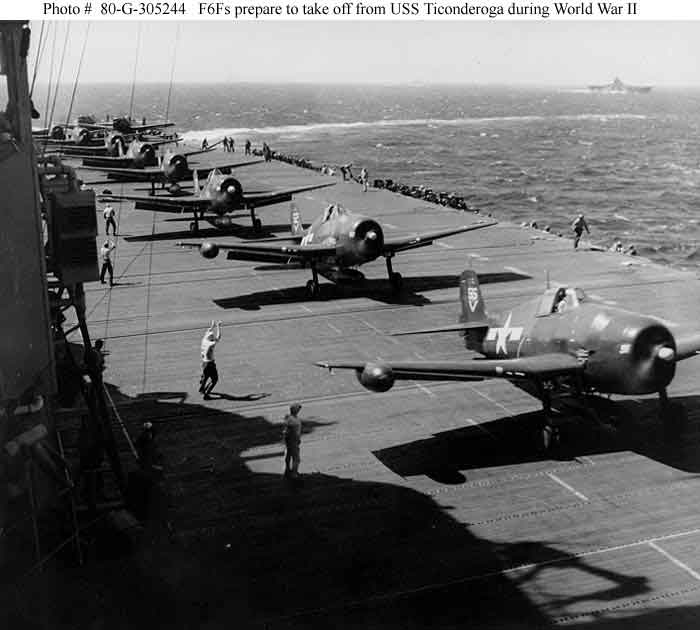 Photo #  80-G-305244   F6Fs prepare to take off from USS Ticonderoga during World War II